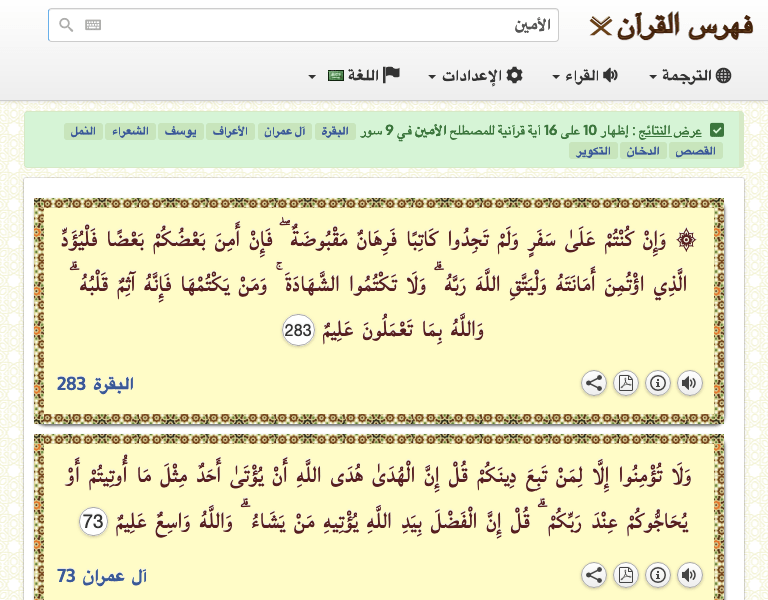 فهرس القرآن
الأمين
الترجمة القراء الإعدادات اللغة
عرض النتائج : إظهار 10 على 16 آية قرآنية للمصطلح الأمين في 9 سور البقرة آل عمران الأعراف يوسف الشعراء النمل
القصص الدخان التكوير
۞ وَإِنْ كُنْتُمْ عَلَىٰ سَفَرٍ وَلَمْ تَجِدُوا كَاتِبًا فَرِهَانٌ مَقْبُوضَةٌ ۖ فَإِنْ أَمِنَ بَعْضُكُمْ بَعْضًا فَلْيُؤَدِّ
الَّذِي اؤْتُمِنَ أَمَانَتَهُ وَلْيَتَّقِ اللَّهَ رَبَّهُ ۗ وَلَا تَكْتُمُوا الشَّهَادَةَ ۚ وَمَنْ يَكْتُمْهَا فَإِنَّهُ آثِمٌ قَلْبُهُ ۗ
وَاللَّهُ بِمَا تَعْمَلُونَ عَلِيمٌ 283
البقرة 283
وَلَا تُؤْمِنُوا إِلَّا لِمَنْ تَبِعَ دِينَكُمْ قُلْ إِنَّ الْهُدَىٰ هُدَى اللَّهِ أَنْ يُؤْتَىٰ أَحَدٌ مِثْلَ مَا أُوتِيتُمْ أَوْ
يُحَاجُّوكُمْ عِنْدَ رَبِّكُمْ ۗ قُلْ إِنَّ الْفَضْلَ بِيَدِ اللَّهِ يُؤْتِيهِ مَنْ يَشَاءُ ۗ وَاللَّهُ وَاسِعٌ عَلِيمٌ 73
آل عمران 73